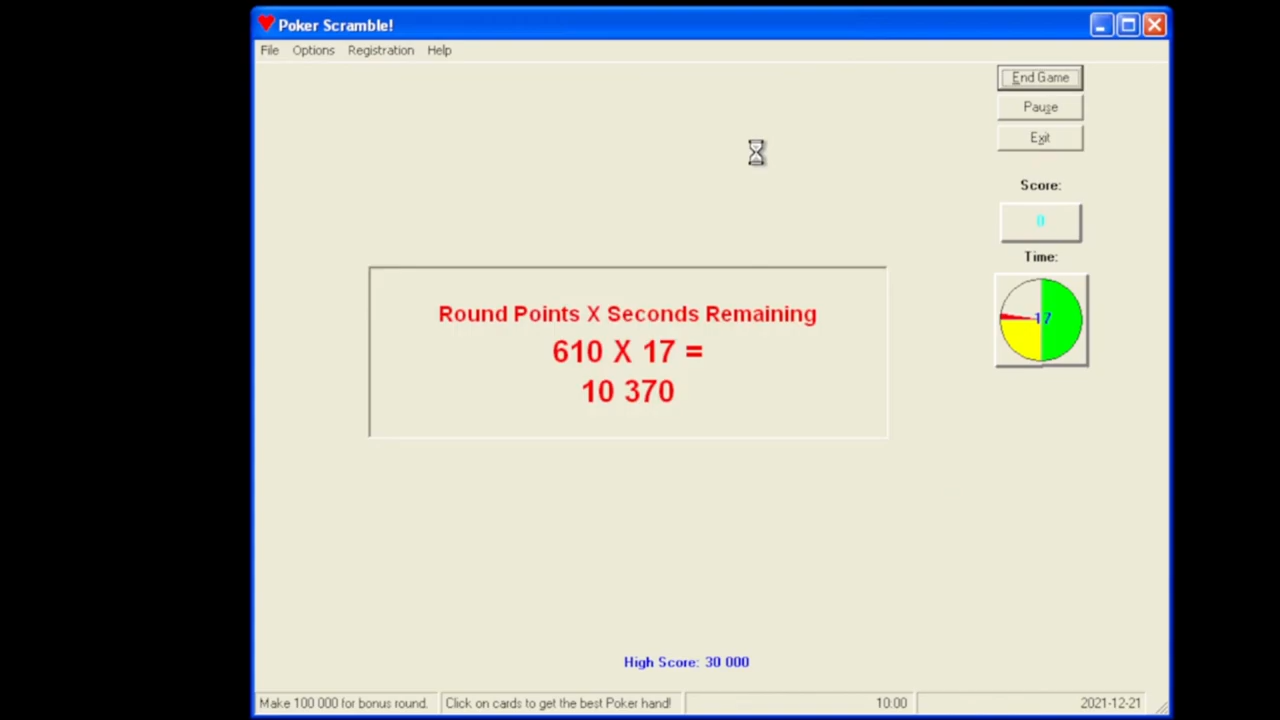 Poker Scramble!
File Options Registration Help
End Game
Pause
Exit
Score:
0
Time:
17
Round Points X Seconds Remaining
610 X 17 =
10 370
High Score: 30 000
Make 100 000 for bonus round. Click on cards to get the best Poker hand! 10:00 2021-12-21